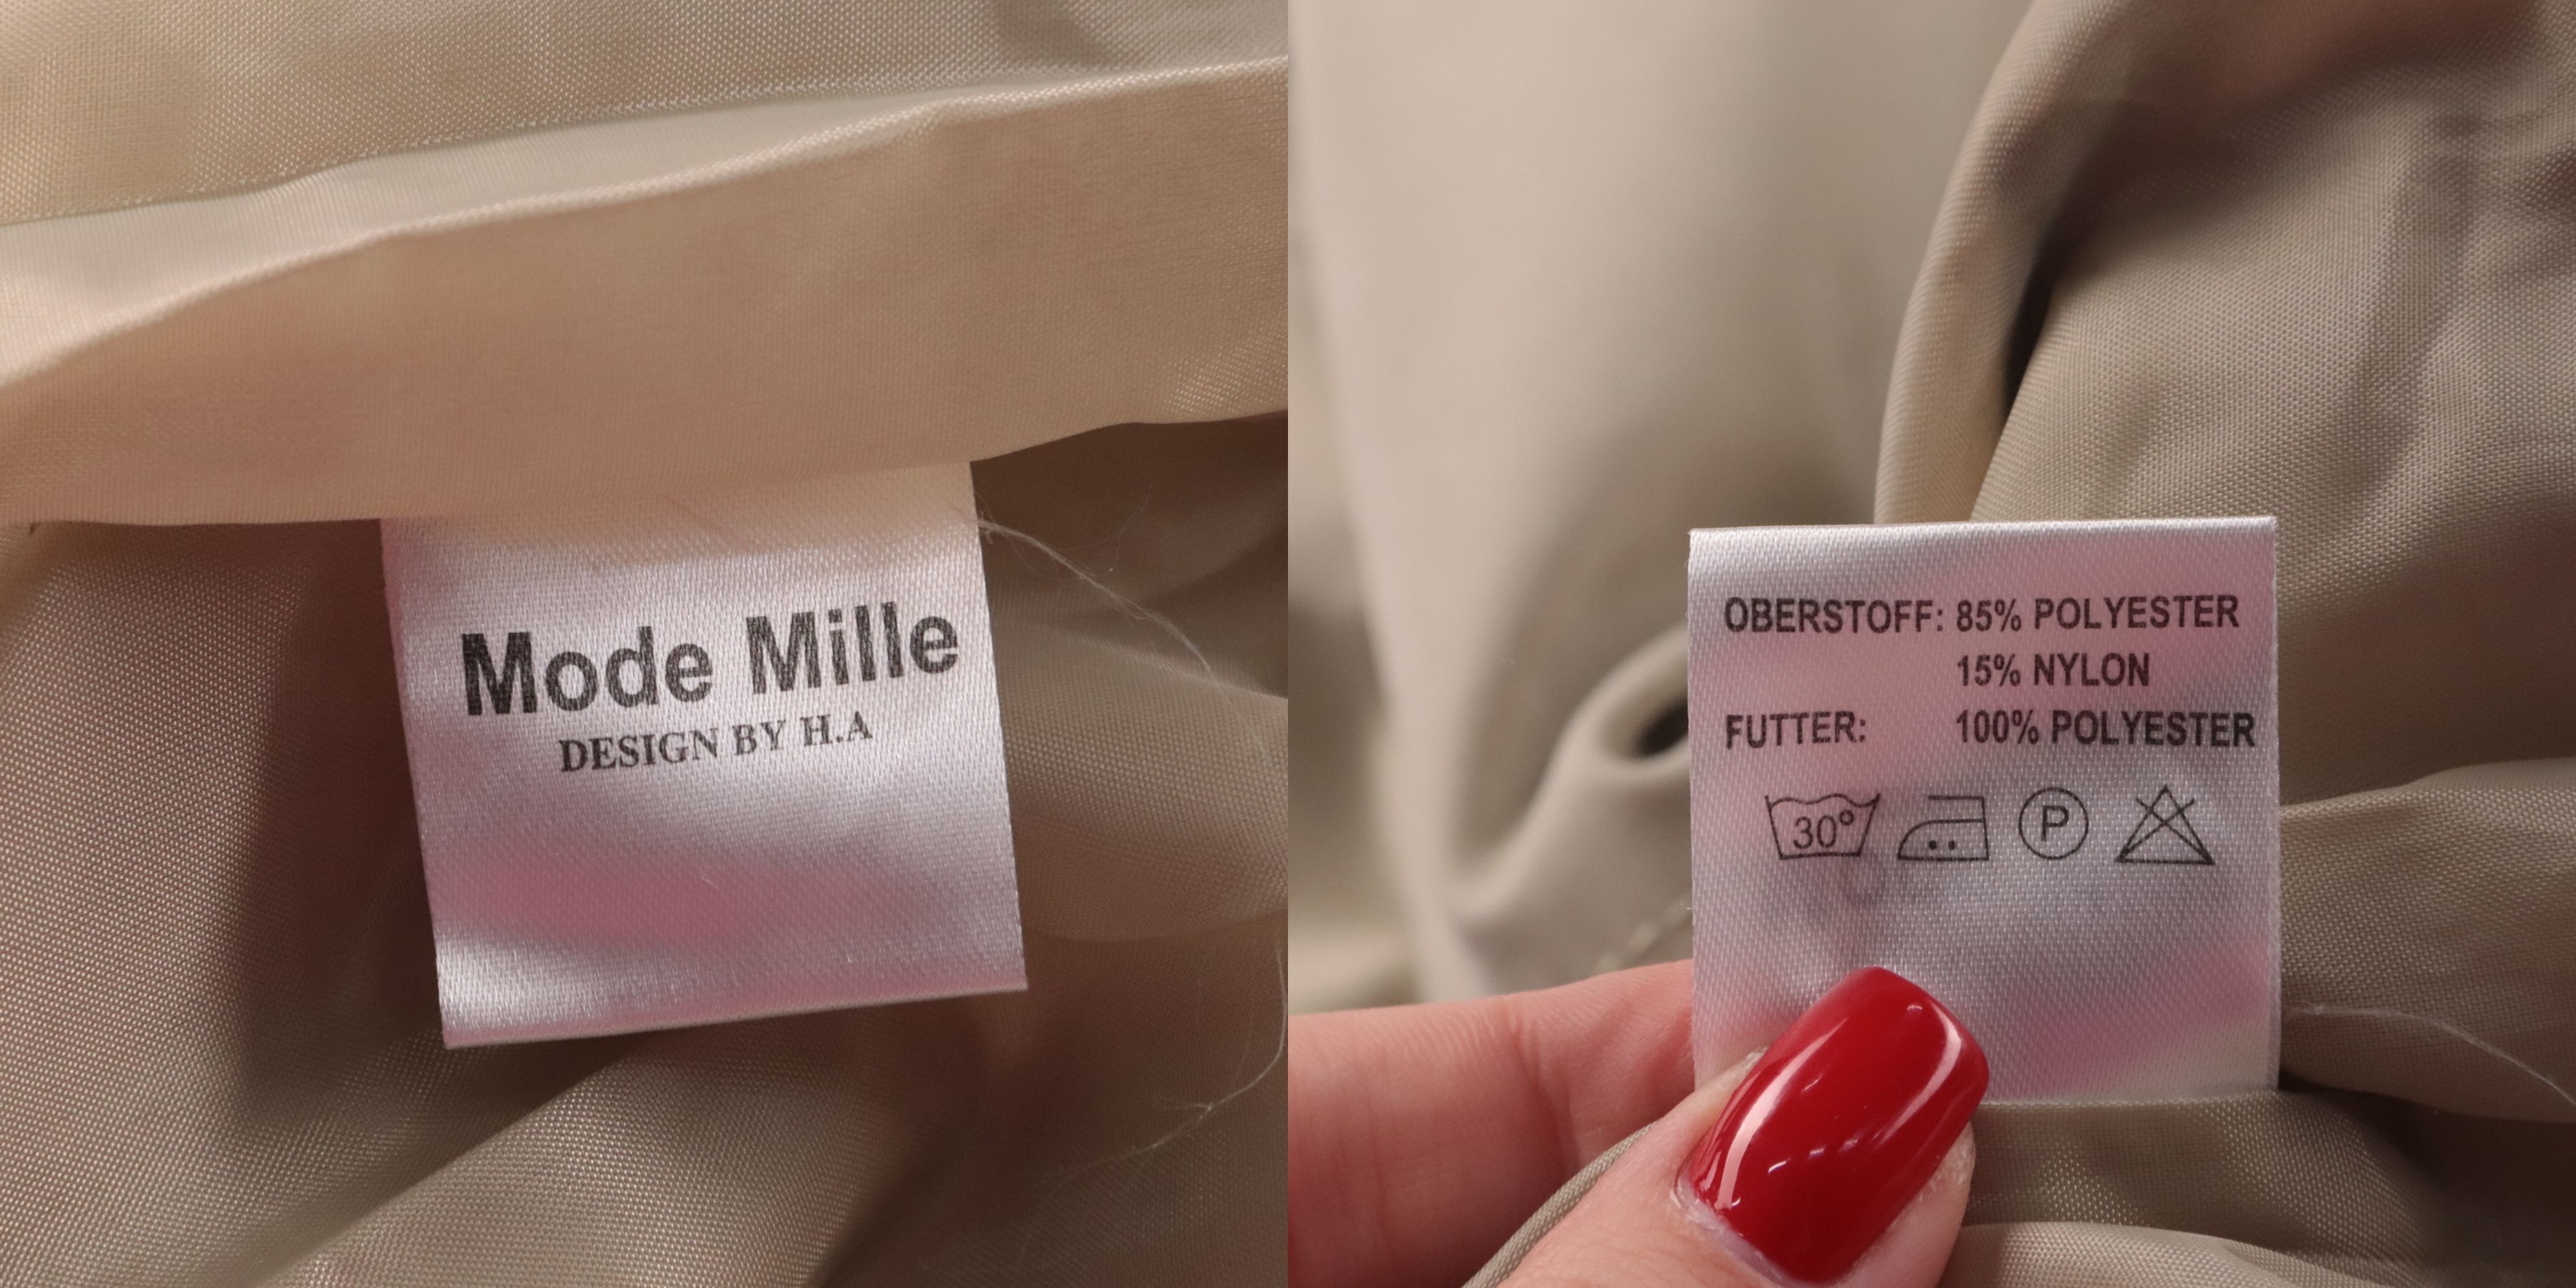 Mode Mille
DESIGN BY H.A
OBERSTOFF: 85% POLYESTER
15% NYLON
FUTTER: 100% POLYESTER
30°
P